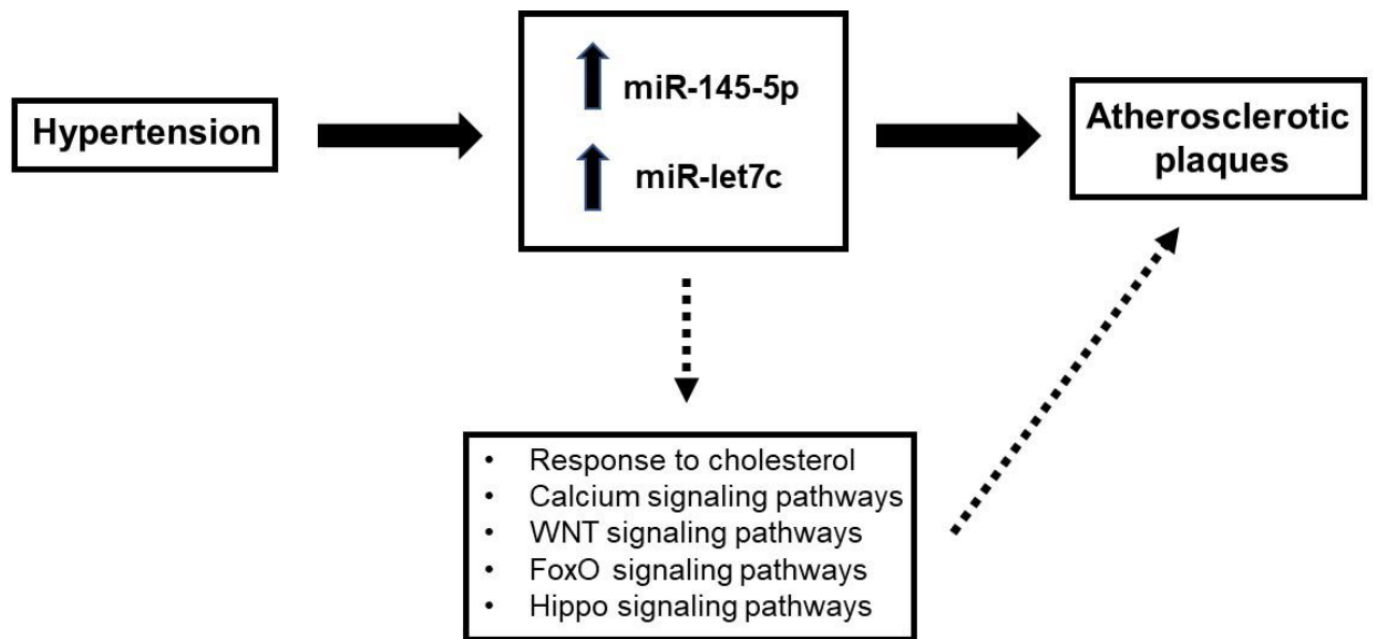 miR-145-5p
miR-let7c
Hypertension
Atherosclerotic
plaques
• Response to cholesterol
• Calcium signaling pathways
• WNT signaling pathways
• FoxO signaling pathways
• Hippo signaling pathways